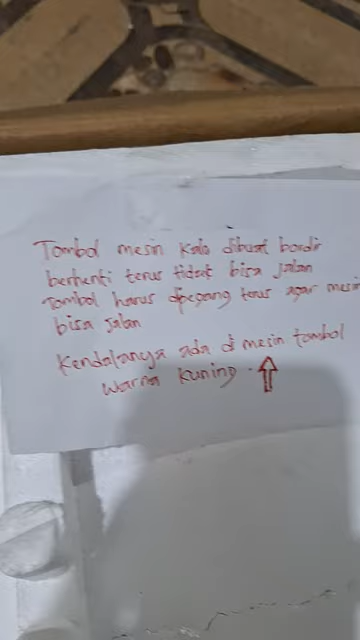 Tombol mesin kalo dibuat bordir
berhenti terus tidak bisa jalan
Tombol harus dipegang terus agar mesin
bisa jalan
Kendalanya ada di mesin tombol
warna kuning.